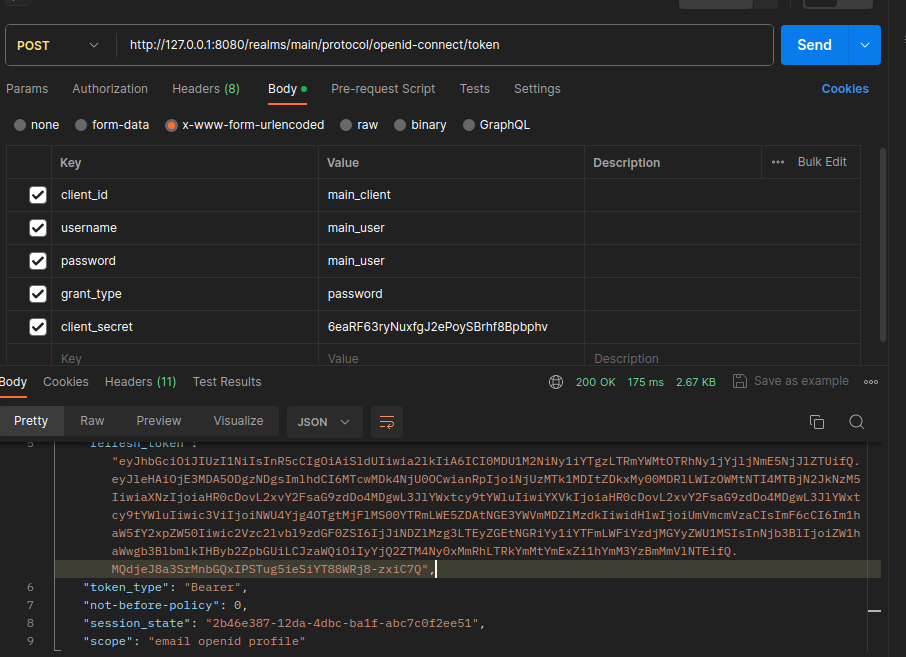 POST http://127.0.0.1:8080/realms/main/protocol/openid-connect/token Send
Params Authorization Headers (8) Body Pre-request Script Tests Settings Cookies
none form-data x-www-form-urlencoded raw binary GraphQL
Key Value Description Bulk Edit
client_id main_client
username main_user
password main_user
grant_type password
client_secret 6eaRF63ryNuxfgJ2ePoySBrhf8Bpbphv
Key Value Description
Body Cookies Headers (11) Test Results 200 OK 175 ms 2.67 KB Save as example
Pretty Raw Preview Visualize JSON
5 "refresh_token":
"eyJhbGciOiJIUzI1NiIsInR5cCIgOiAiSldUIiwia2lkIiA6ICI0MDU1M2NiNy1iYTgzLTRmYWMtOTRhNy1jYjljNmE5NjJlZTUifQ.
eyJleHAiOjE3MDA5ODgzNDgsImlhdCI6MTcwMDk4NjU0OCwianRpIjoiNjUzMTk1MDItZDkxMy00MDRlLWIzOWMtNTI4MTBjN2JkNzM5
IiwiaXNzIjoiaHR0cDovL2xvY2FsaG9zdDo4MDgwL3JlYWxtcy9tYWluIiwiYXVkIjoiaHR0cDovL2xvY2FsaG9zdDo4MDgwL3JlYWxt
cy9tYWluIiwic3ViIjoiNWU4Yjg4OTgtMjFlMS00YTRmLWE5ZDAtNGE3YWVmMDZlMzdkIiwidHlwIjoiUmVmcmVzaCIsImF6cCI6Im1h
aW5fY2xpZW50Iiwic2Vzc2lvbl9zdGF0ZSI6IjJiNDZlMzg3LTEyZGEtNGRiYy1iYTFmLWFiYzdjMGYyZWU1MSIsInNjb3BlIjoiZW1h
aWwgb3BlbmlkIHByb2ZpbGUiLCJzaWQiOiIyYjQ2ZTM4Ny0xMmRhLTRkYmMtYmExZi1hYmM3YzBmMmVlNTEifQ.
MQdjeJ8a3SrMnbGQxIPSTug5ieSiYT88WRj8-zxiC7Q",
6 "token_type": "Bearer",
7 "not-before-policy": 0,
8 "session_state": "2b46e387-12da-4dbc-ba1f-abc7c0f2ee51",
9 "scope": "email openid profile"